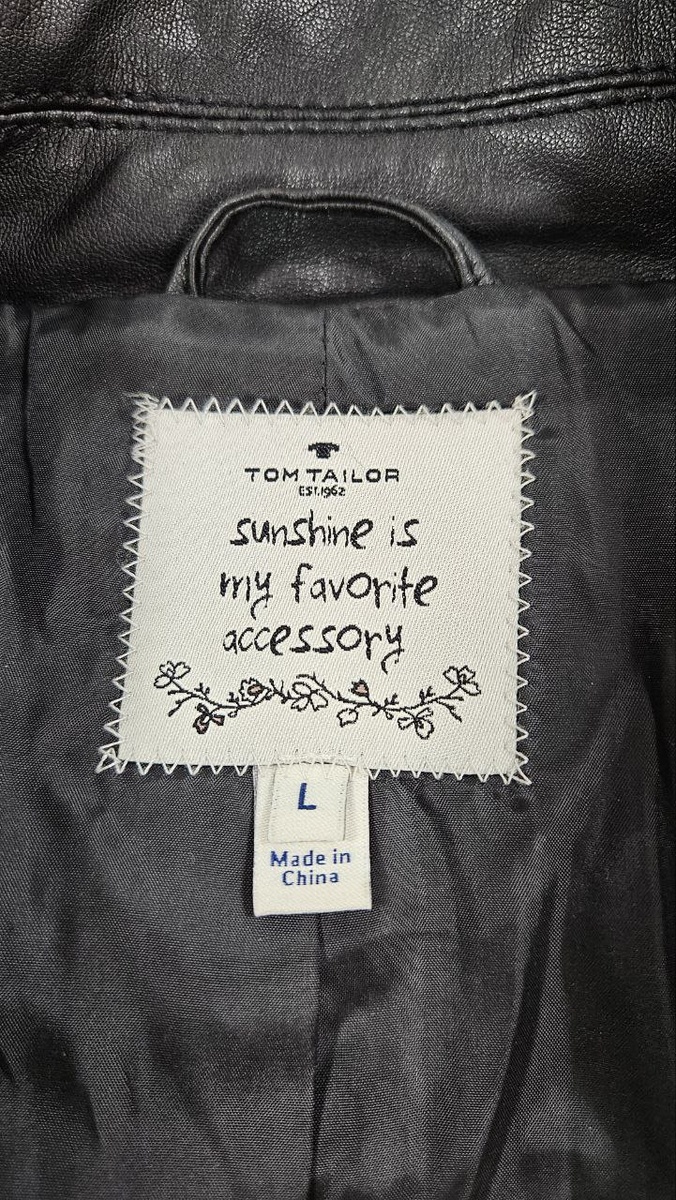 TOM TAILOR
EST.1962
sunshine is
my favorite
accessory
L
Made in
China